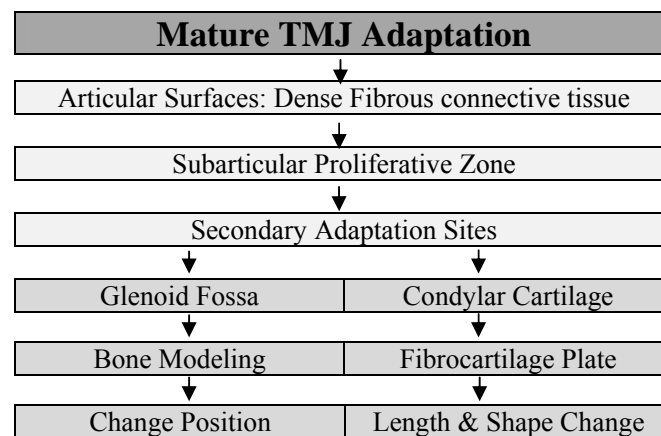 Mature TMJ Adaptation
Articular Surfaces: Dense Fibrous connective tissue
Subarticular Proliferative Zone
Secondary Adaptation Sites
Glenoid Fossa
Condylar Cartilage
Bone Modeling
Fibrocartilage Plate
Change Position
Length & Shape Change